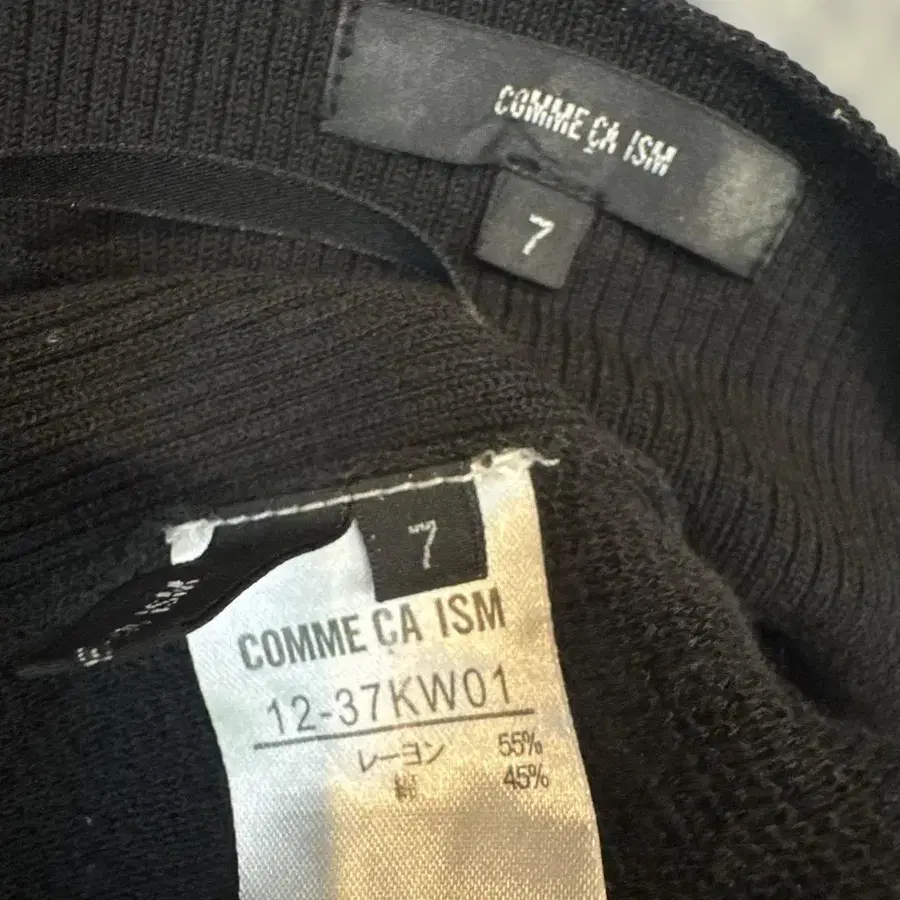 COMME ÇA ISM
7
7
COMME ÇA ISM
12-37KW01
レーヨン 55%
綿 45%